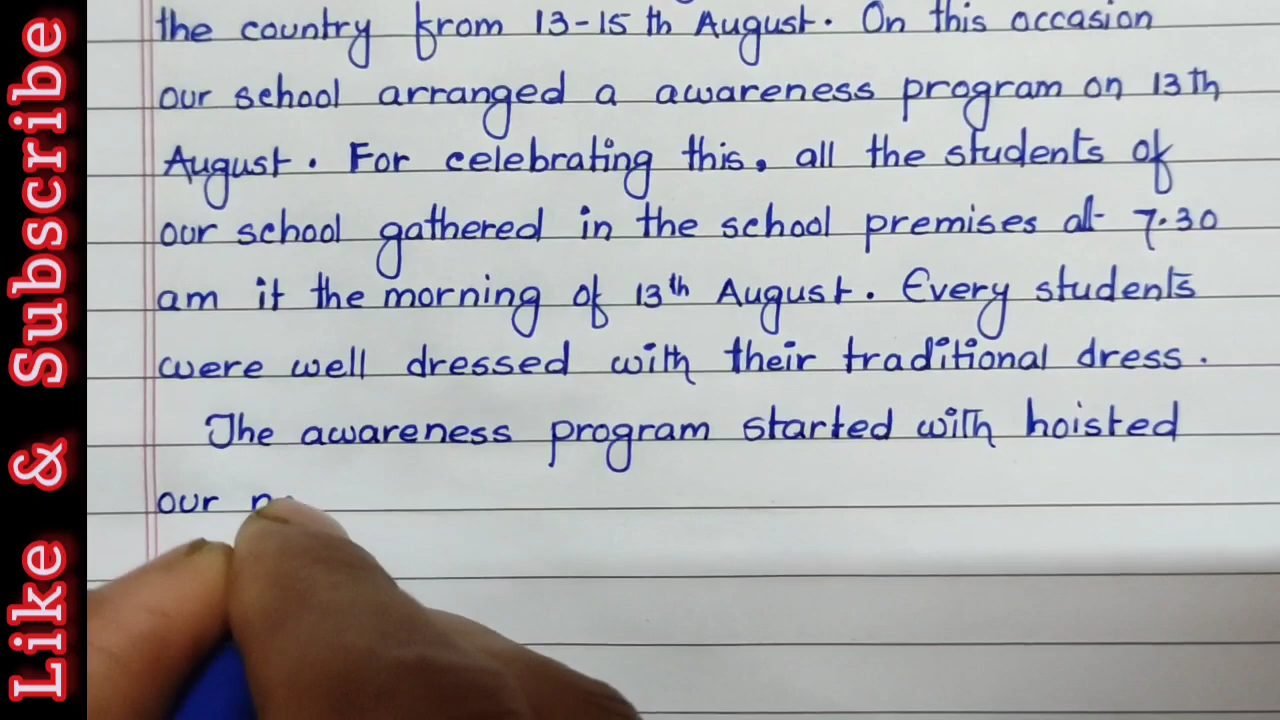 the country from 13-15 th August. On this occasion
our school arranged a awareness program on 13th
August. For celebrating this, all the students of
our school gathered in the school premises at 7.30
am it the morning of 13th August. Every students
were well dressed with their traditional dress.
The awareness program started with hoisted
our
Like & Subscribe